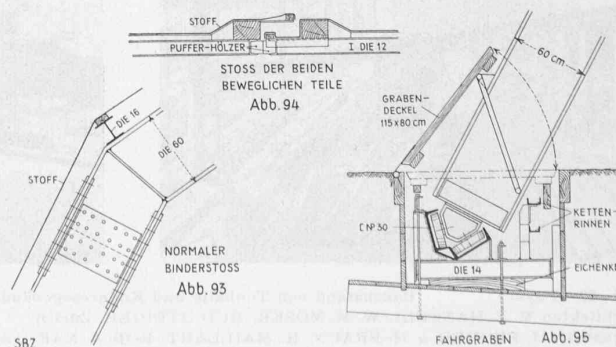 STOFF
PUFFER-HÖLZER
I DIE 12
STOSS DER BEIDEN
BEWEGLICHEN TEILE
Abb. 94
DIE 16
DIE 60
STOFF
NORMALER
BINDERSTOSS
Abb. 93
SBZ
60 cm
GRABEN-
DECKEL
115 x 80 cm
[ Nº 30
KETTEN-
RINNEN
DIE 14
EICHENKL
FAHRGRABEN
Abb. 95